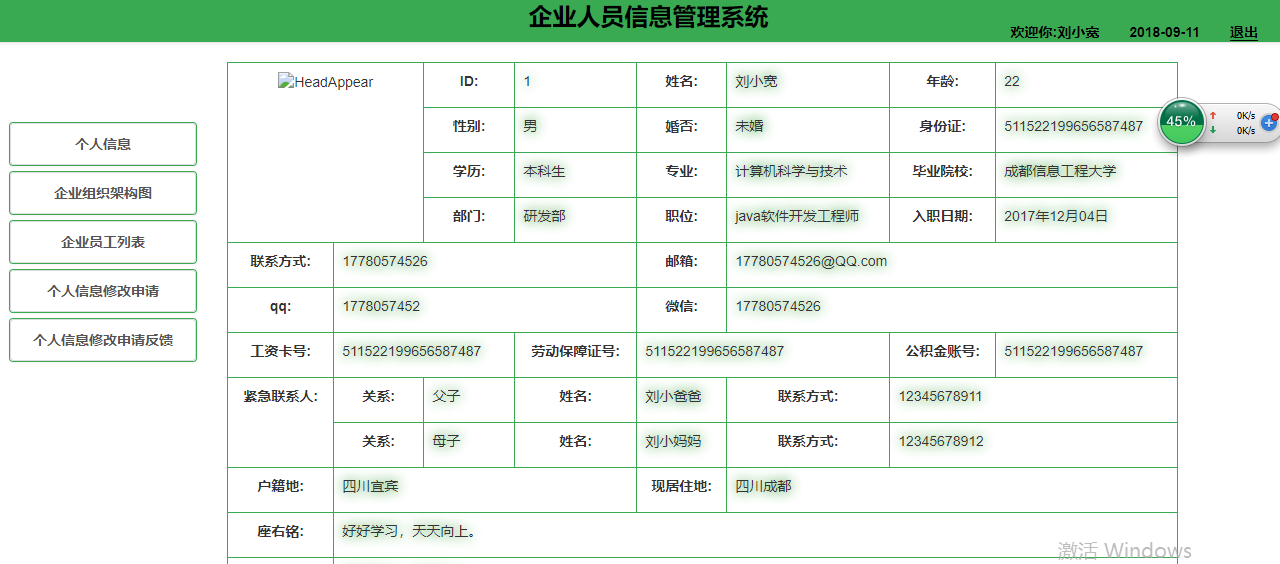 企业人员信息管理系统
欢迎你:刘小宽 2018-09-11 退出
HeadAppear ID: 1 姓名: 刘小宽 年龄: 22
性别: 男 婚否: 未婚 身份证: 511522199656587487
学历: 本科生 专业: 计算机科学与技术 毕业院校: 成都信息工程大学
部门: 研发部 职位: java软件开发工程师 入职日期: 2017年12月04日
联系方式: 17780574526 邮箱: 17780574526@QQ.com
qq: 1778057452 微信: 17780574526
工资卡号: 511522199656587487 劳动保障证号: 511522199656587487 公积金账号: 511522199656587487
紧急联系人: 关系: 父子 姓名: 刘小爸爸 联系方式: 12345678911
关系: 母子 姓名: 刘小妈妈 联系方式: 12345678912
户籍地: 四川宜宾 现居住地: 四川成都
座右铭: 好好学习，天天向上。
个人信息
企业组织架构图
企业员工列表
个人信息修改申请
个人信息修改申请反馈
45% 0K/s
0K/s
激活 Windows